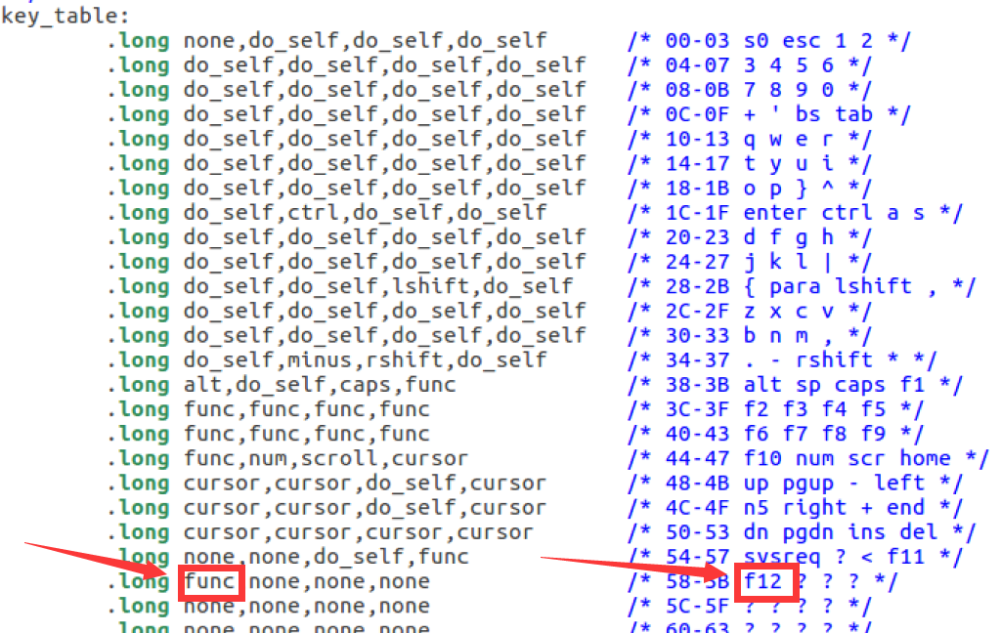 key_table:
.long none,do_self,do_self,do_self /* 00-03 s0 esc 1 2 */
.long do_self,do_self,do_self,do_self /* 04-07 3 4 5 6 */
.long do_self,do_self,do_self,do_self /* 08-0B 7 8 9 0 */
.long do_self,do_self,do_self,do_self /* 0C-0F + ' bs tab */
.long do_self,do_self,do_self,do_self /* 10-13 q w e r */
.long do_self,do_self,do_self,do_self /* 14-17 t y u i */
.long do_self,do_self,do_self,do_self /* 18-1B o p } ^ */
.long do_self,ctrl,do_self,do_self /* 1C-1F enter ctrl a s */
.long do_self,do_self,do_self,do_self /* 20-23 d f g h */
.long do_self,do_self,do_self,do_self /* 24-27 j k l | */
.long do_self,do_self,lshift,do_self /* 28-2B { para lshift , */
.long do_self,do_self,do_self,do_self /* 2C-2F z x c v */
.long do_self,do_self,do_self,do_self /* 30-33 b n m , */
.long do_self,minus,rshift,do_self /* 34-37 . - rshift * */
.long alt,do_self,caps,func /* 38-3B alt sp caps f1 */
.long func,func,func,func /* 3C-3F f2 f3 f4 f5 */
.long func,func,func,func /* 40-43 f6 f7 f8 f9 */
.long func,num,scroll,cursor /* 44-47 f10 num scr home */
.long cursor,cursor,do_self,cursor /* 48-4B up pgup - left */
.long cursor,cursor,do_self,cursor /* 4C-4F n5 right + end */
.long cursor,cursor,cursor,cursor /* 50-53 dn pgdn ins del */
.long none,none,do_self,func /* 54-57 sysreq ? < f11 */
.long func,none,none,none /* 58-5B f12 ? ? ? */
.long none,none,none,none /* 5C-5F ? ? ? ? */
.long none,none,none,none /* 60-63 ? ? ? ? */